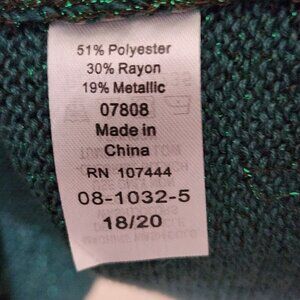 51% Polyester
30% Rayon
19% Metallic
07808
Made in
China
RN 107444
08-1032-5
18/20